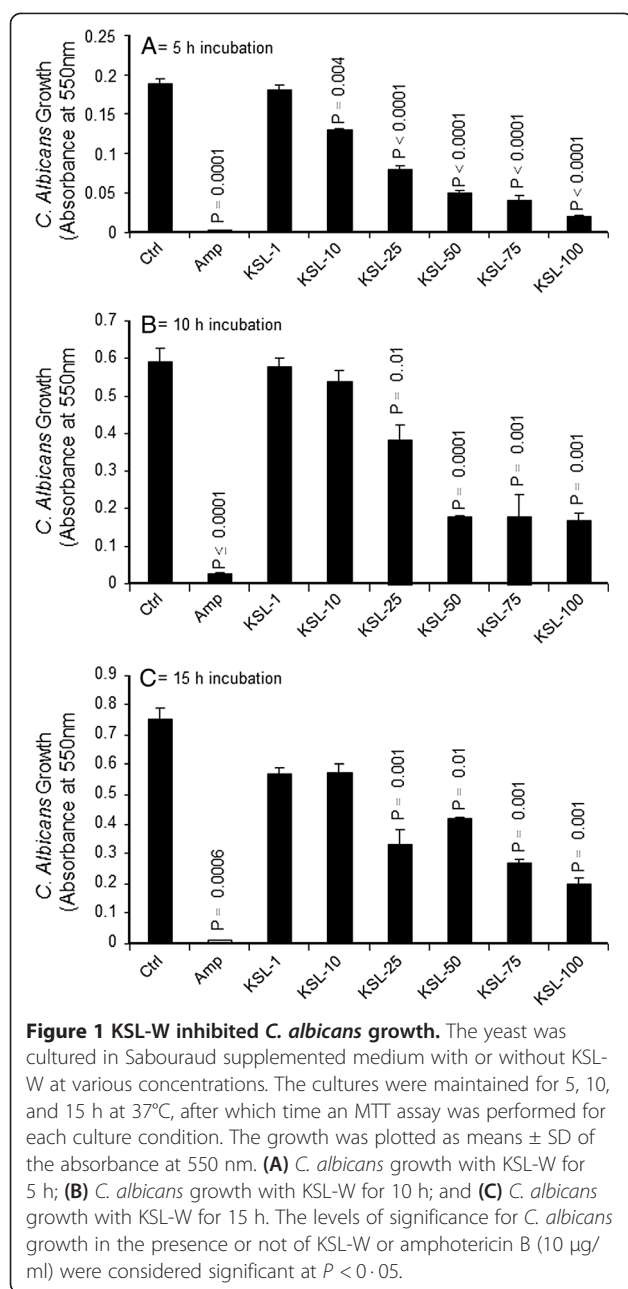 A= 5 h incubation
C. Albicans Growth
(Absorbance at 550nm
0.25
0.2
0.15
0.1
0.05
0
P = 0.0001
P = 0.004
P < 0.0001
P < 0.0001
P < 0.0001
P < 0.0001
Ctrl
Amp
KSL-1
KSL-10
KSL-25
KSL-50
KSL-75
KSL-100
B= 10 h incubation
C. Albicans Growth
(Absorbance at 550nm
0.7
0.6
0.5
0.4
0.3
0.2
0.1
0
P ≤ 0.0001
P = 0..01
P = 0.0001
P = 0.001
P = 0.001
Ctrl
Amp
KSL-1
KSL-10
KSL-25
KSL-50
KSL-75
KSL-100
C= 15 h incubation
C. Albicans Growth
(Absorbance at 550nm
0.9
0.8
0.7
0.6
0.5
0.4
0.3
0.2
0.1
0
P = 0.0006
P = 0.001
P = 0.01
P = 0.001
P = 0.001
Ctrl
Amp
KSL-1
KSL-10
KSL-25
KSL-50
KSL-75
KSL-100
Figure 1 KSL-W inhibited C. albicans growth. The yeast was
cultured in Sabouraud supplemented medium with or without KSL-
W at various concentrations. The cultures were maintained for 5, 10,
and 15 h at 37°C, after which time an MTT assay was performed for
each culture condition. The growth was plotted as means ± SD of
the absorbance at 550 nm. (A) C. albicans growth with KSL-W for
5 h; (B) C. albicans growth with KSL-W for 10 h; and (C) C. albicans
growth with KSL-W for 15 h. The levels of significance for C. albicans
growth in the presence or not of KSL-W or amphotericin B (10 μg/
ml) were considered significant at P < 0·05.